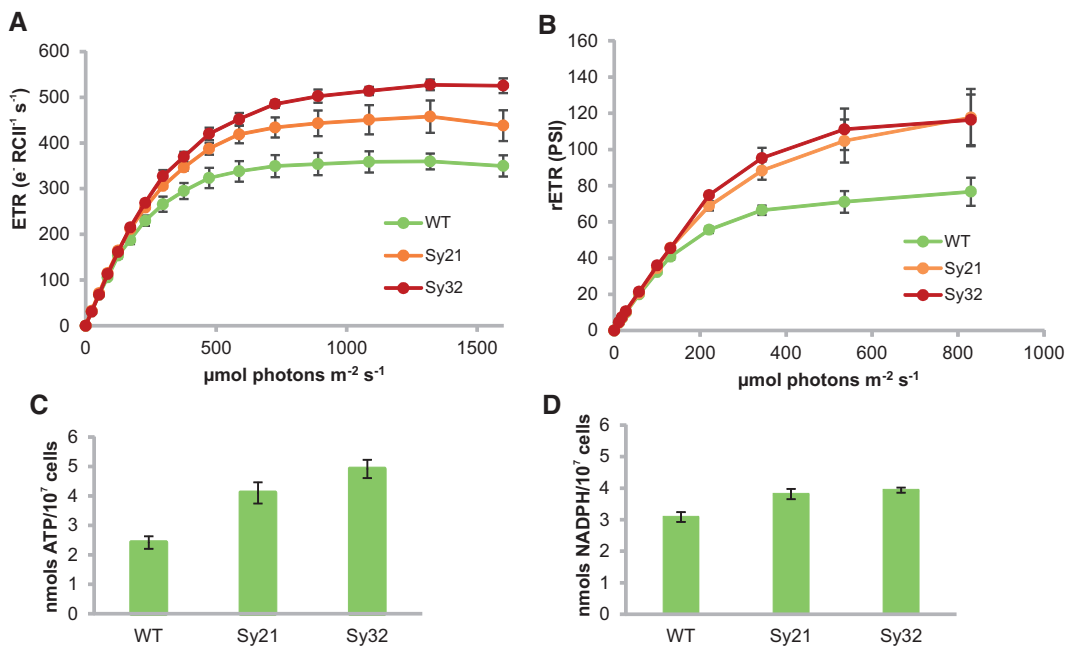 A
ETR (e⁻ RCII⁻¹ s⁻¹)
600
500
400
300
200
100
0
0
500
1000
1500
µmol photons m⁻² s⁻¹
WT
Sy21
Sy32
B
rETR (PSI)
160
140
120
100
80
60
40
20
0
0
200
400
600
800
1000
µmol photons m⁻² s⁻¹
WT
Sy21
Sy32
C
nmols ATP/10⁷ cells
6
5
4
3
2
1
0
WT
Sy21
Sy32
D
nmols NADPH/10⁷ cells
6
5
4
3
2
1
0
WT
Sy21
Sy32